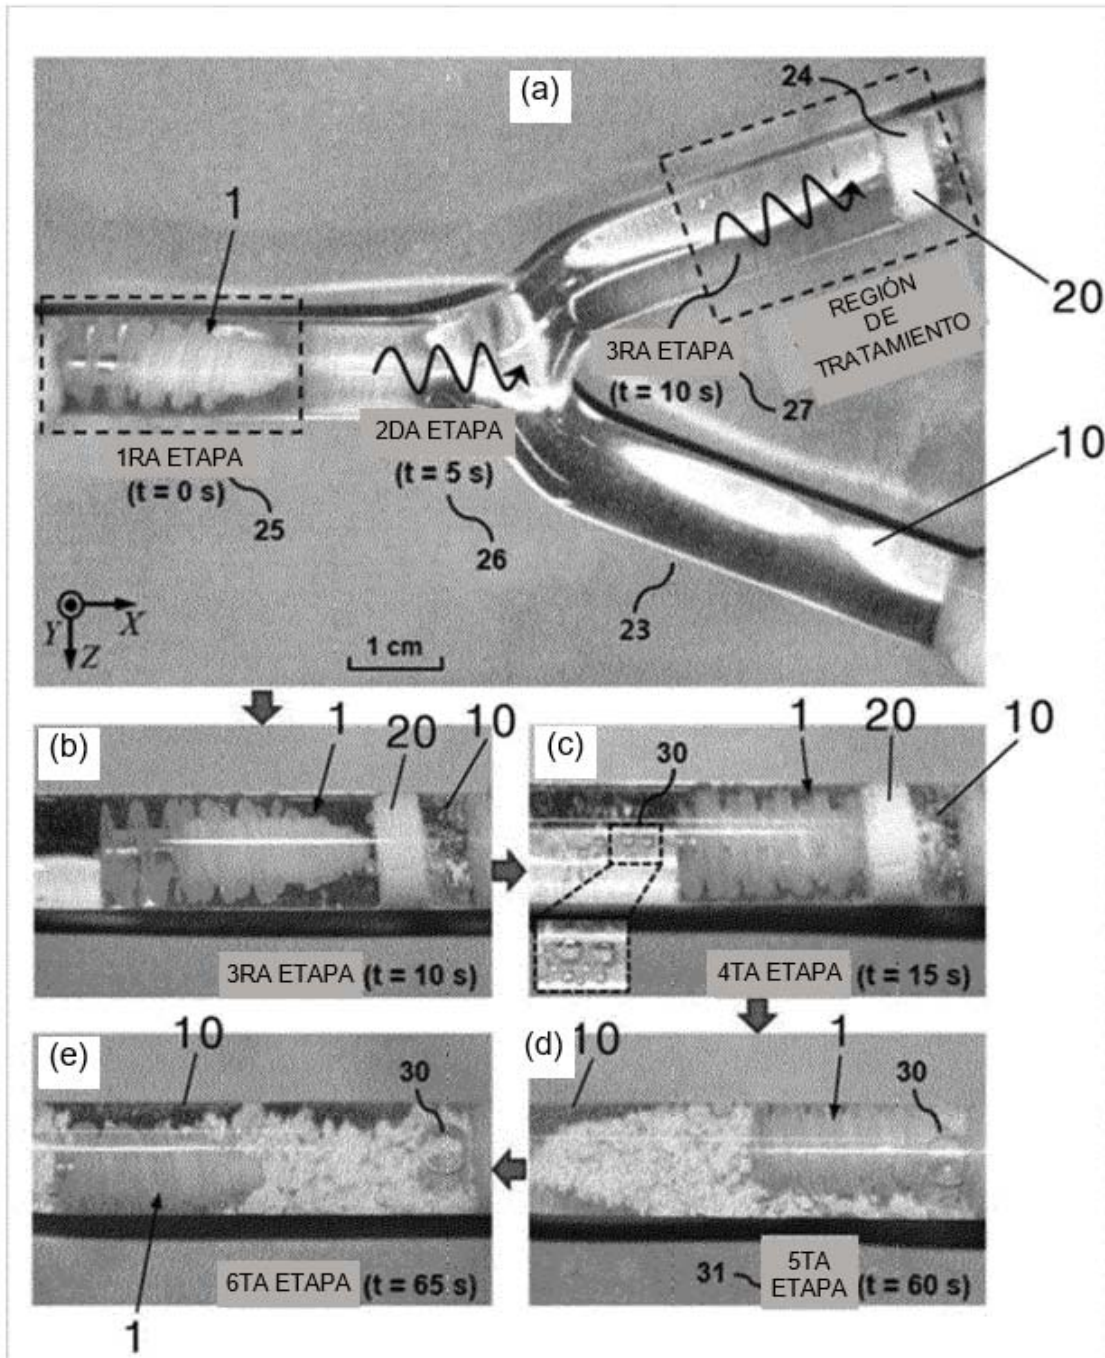 (a)
24
1
20
REGIÓN
DE
TRATAMIENTO
3RA ETAPA
(t = 10 s)
27
10
2DA ETAPA
(t = 5 s)
26
1RA ETAPA
(t = 0 s)
25
23
Y
X
Z
1 cm
(b)
1
20
10
3RA ETAPA (t = 10 s)
(c)
30
1
20
10
4TA ETAPA (t = 15 s)
(e)
10
30
6TA ETAPA (t = 65 s)
1
(d)
10
1
30
31
5TA
ETAPA (t = 60 s)